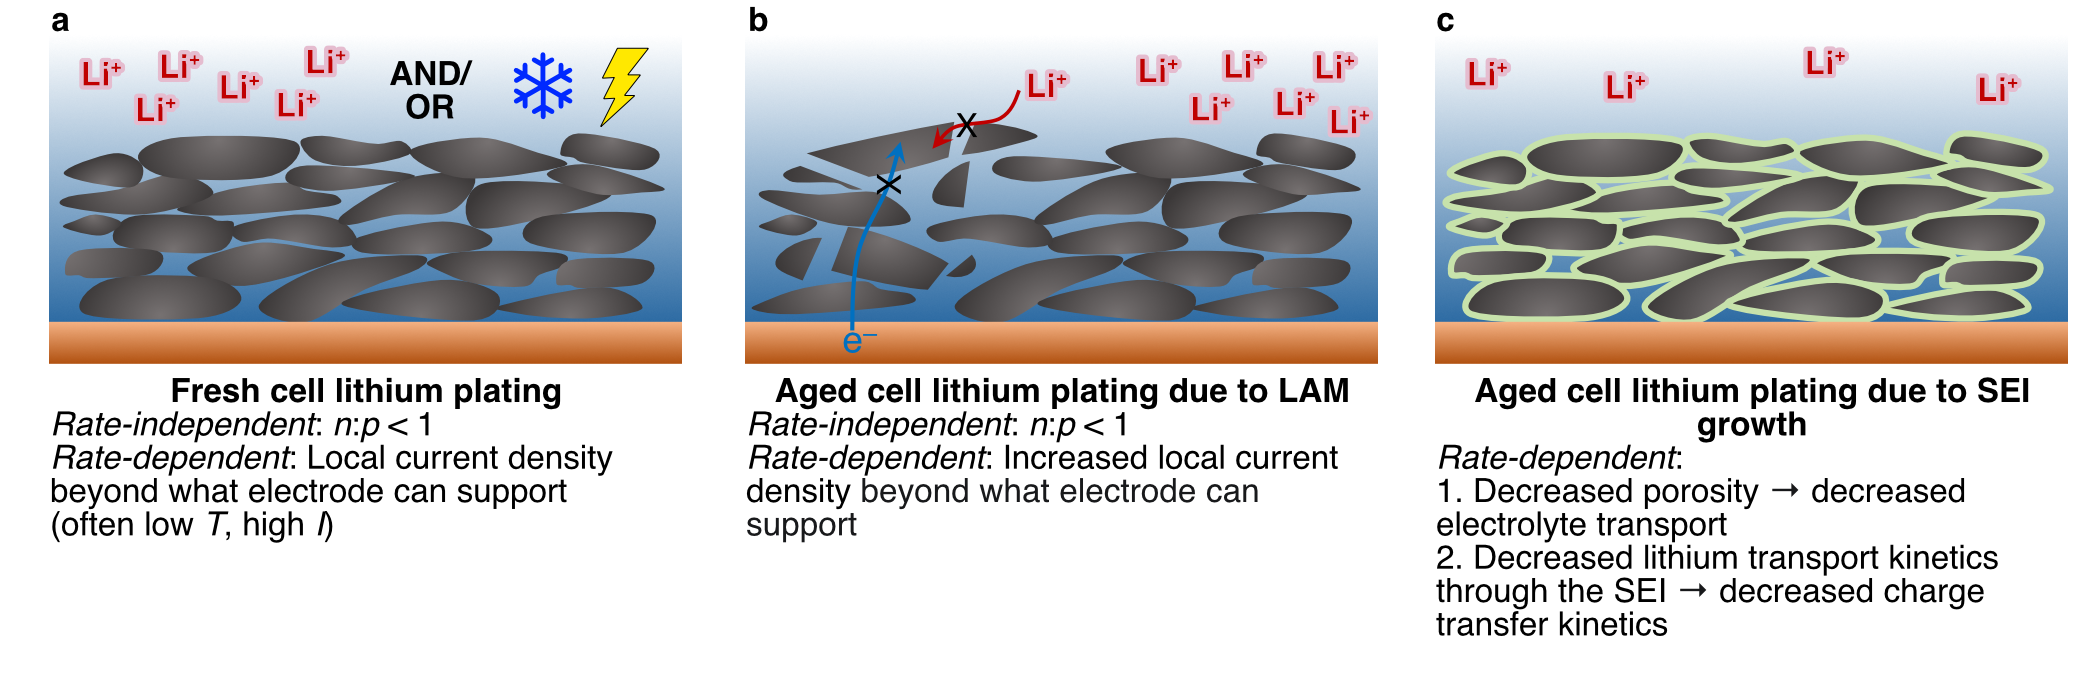 a
Li⁺ Li⁺ Li⁺ Li⁺ Li⁺ Li⁺
AND/
OR
Fresh cell lithium plating
Rate-independent: n:p < 1
Rate-dependent: Local current density
beyond what electrode can support
(often low T, high I)
b
Li⁺ Li⁺ Li⁺ Li⁺ Li⁺ Li⁺ Li⁺
X
X
e⁻
Aged cell lithium plating due to LAM
Rate-independent: n:p < 1
Rate-dependent: Increased local current
density beyond what electrode can
support
c
Li⁺ Li⁺ Li⁺ Li⁺
Aged cell lithium plating due to SEI
growth
Rate-dependent:
1. Decreased porosity → decreased
electrolyte transport
2. Decreased lithium transport kinetics
through the SEI → decreased charge
transfer kinetics